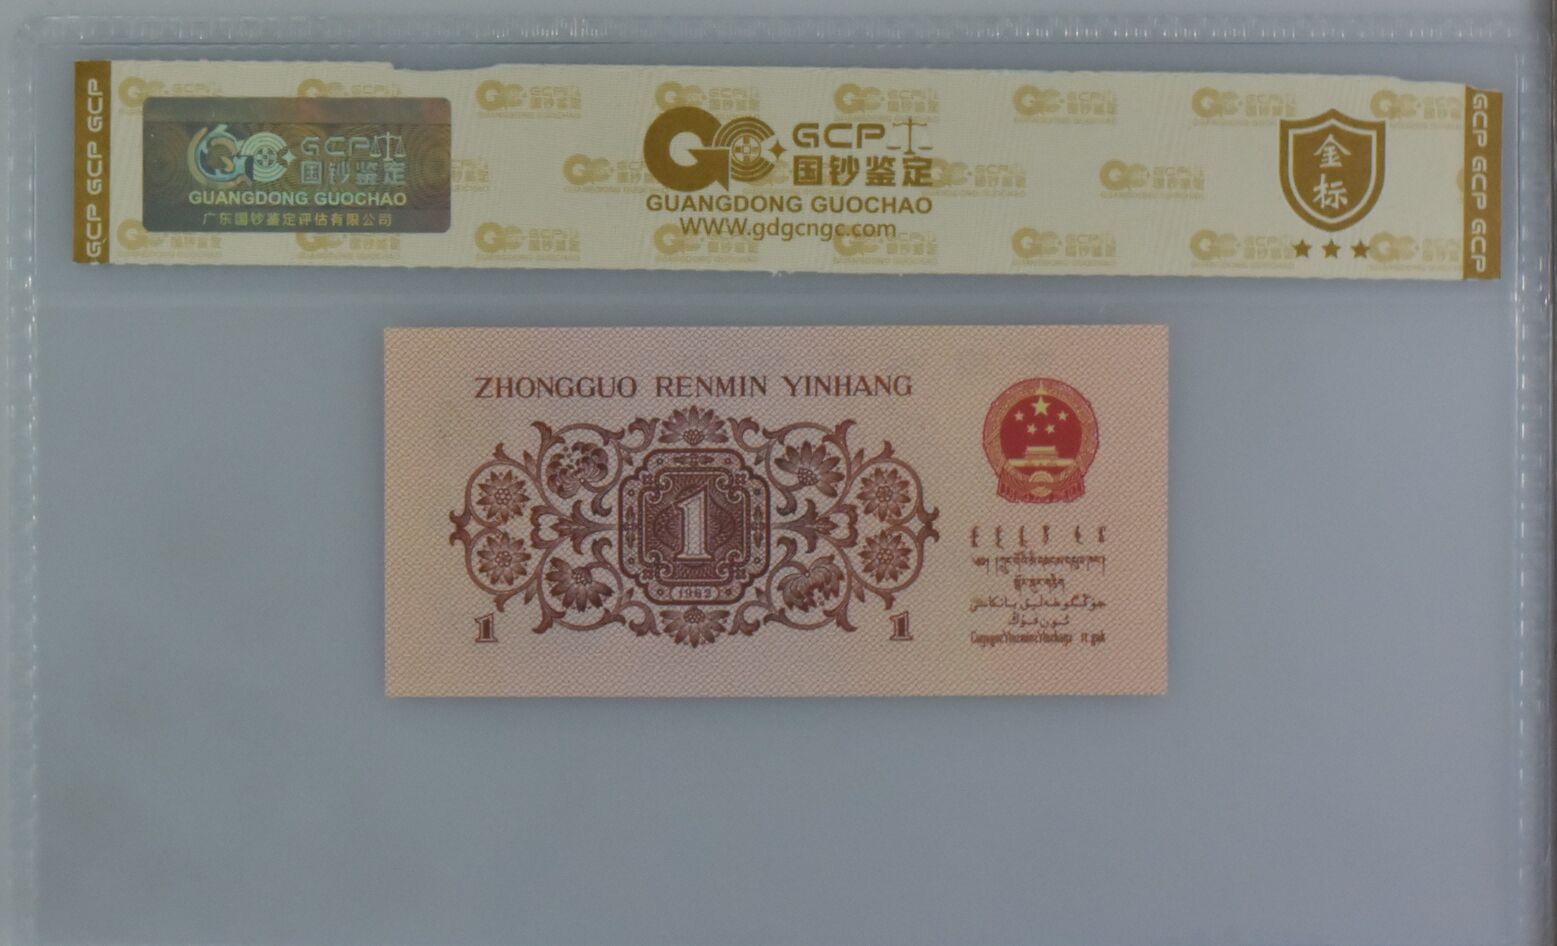 GCP GCP GCP
GCP
国钞鉴定
GUANGDONG GUOCHAO
广东国钞鉴定评估有限公司
GC GCP
国钞鉴定
GUANGDONG GUOCHAO
WWW.gdgcngc.com
金标
GCP GCP GCP
ZHONGGUO RENMIN YINHANG
1
1962
1
1